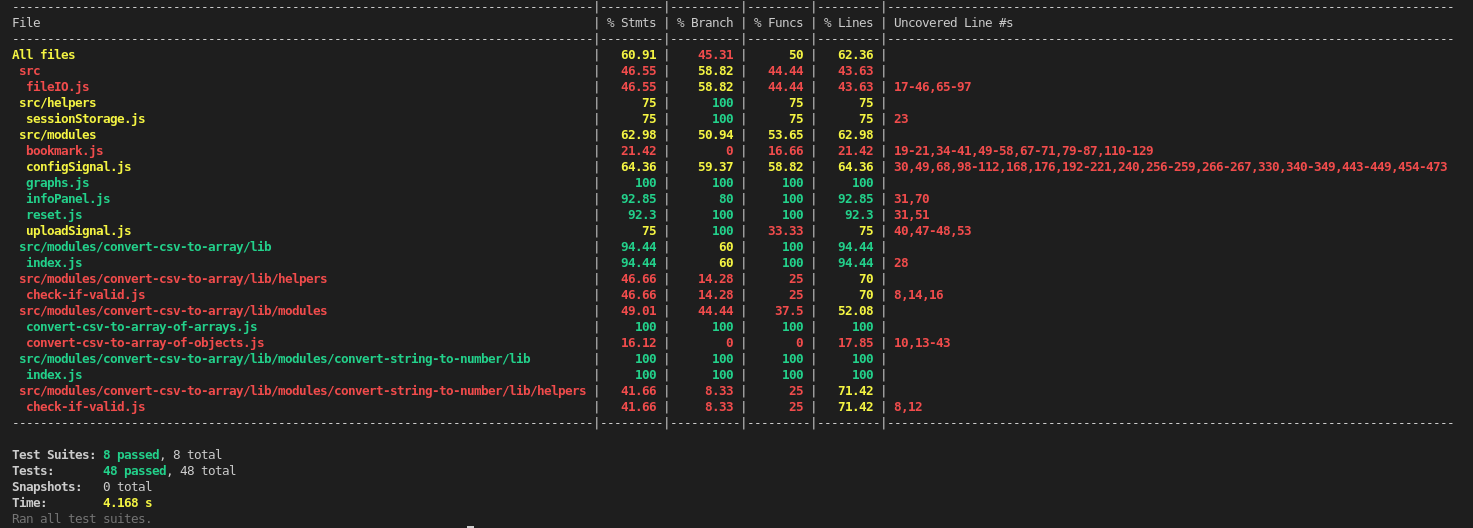 -----------------------------------------------------------------------------------|---------|----------|---------|---------|---------------------------------------------------------------------------------
File                                                                               | % Stmts | % Branch | % Funcs | % Lines | Uncovered Line #s
-----------------------------------------------------------------------------------|---------|----------|---------|---------|---------------------------------------------------------------------------------
All files                                                                          |   60.91 |    45.31 |      50 |   62.36 |
 src                                                                               |   46.55 |    58.82 |   44.44 |   43.63 |
  fileIO.js                                                                        |   46.55 |    58.82 |   44.44 |   43.63 | 17-46,65-97
 src/helpers                                                                       |      75 |      100 |      75 |      75 |
  sessionStorage.js                                                                |      75 |      100 |      75 |      75 | 23
 src/modules                                                                       |   62.98 |    50.94 |   53.65 |   62.98 |
  bookmark.js                                                                      |   21.42 |        0 |   16.66 |   21.42 | 19-21,34-41,49-58,67-71,79-87,110-129
  configSignal.js                                                                  |   64.36 |    59.37 |   58.82 |   64.36 | 30,49,68,98-112,168,176,192-221,240,256-259,266-267,330,340-349,443-449,454-473
  graphs.js                                                                        |     100 |      100 |     100 |     100 |
  infoPanel.js                                                                     |   92.85 |       80 |     100 |   92.85 | 31,70
  reset.js                                                                         |    92.3 |      100 |     100 |    92.3 | 31,51
  uploadSignal.js                                                                  |      75 |      100 |   33.33 |      75 | 40,47-48,53
 src/modules/convert-csv-to-array/lib                                              |   94.44 |       60 |     100 |   94.44 |
  index.js                                                                         |   94.44 |       60 |     100 |   94.44 | 28
 src/modules/convert-csv-to-array/lib/helpers                                      |   46.66 |    14.28 |      25 |      70 |
  check-if-valid.js                                                                |   46.66 |    14.28 |      25 |      70 | 8,14,16
 src/modules/convert-csv-to-array/lib/modules                                      |   49.01 |    44.44 |    37.5 |   52.08 |
  convert-csv-to-array-of-arrays.js                                                |     100 |      100 |     100 |     100 |
  convert-csv-to-array-of-objects.js                                               |   16.12 |        0 |       0 |   17.85 | 10,13-43
 src/modules/convert-csv-to-array/lib/modules/convert-string-to-number/lib         |     100 |      100 |     100 |     100 |
  index.js                                                                         |     100 |      100 |     100 |     100 |
 src/modules/convert-csv-to-array/lib/modules/convert-string-to-number/lib/helpers |   41.66 |     8.33 |      25 |   71.42 |
  check-if-valid.js                                                                |   41.66 |     8.33 |      25 |   71.42 | 8,12
-----------------------------------------------------------------------------------|---------|----------|---------|---------|---------------------------------------------------------------------------------
Test Suites: 8 passed, 8 total
Tests:       48 passed, 48 total
Snapshots:   0 total
Time:        4.168 s
Ran all test suites.